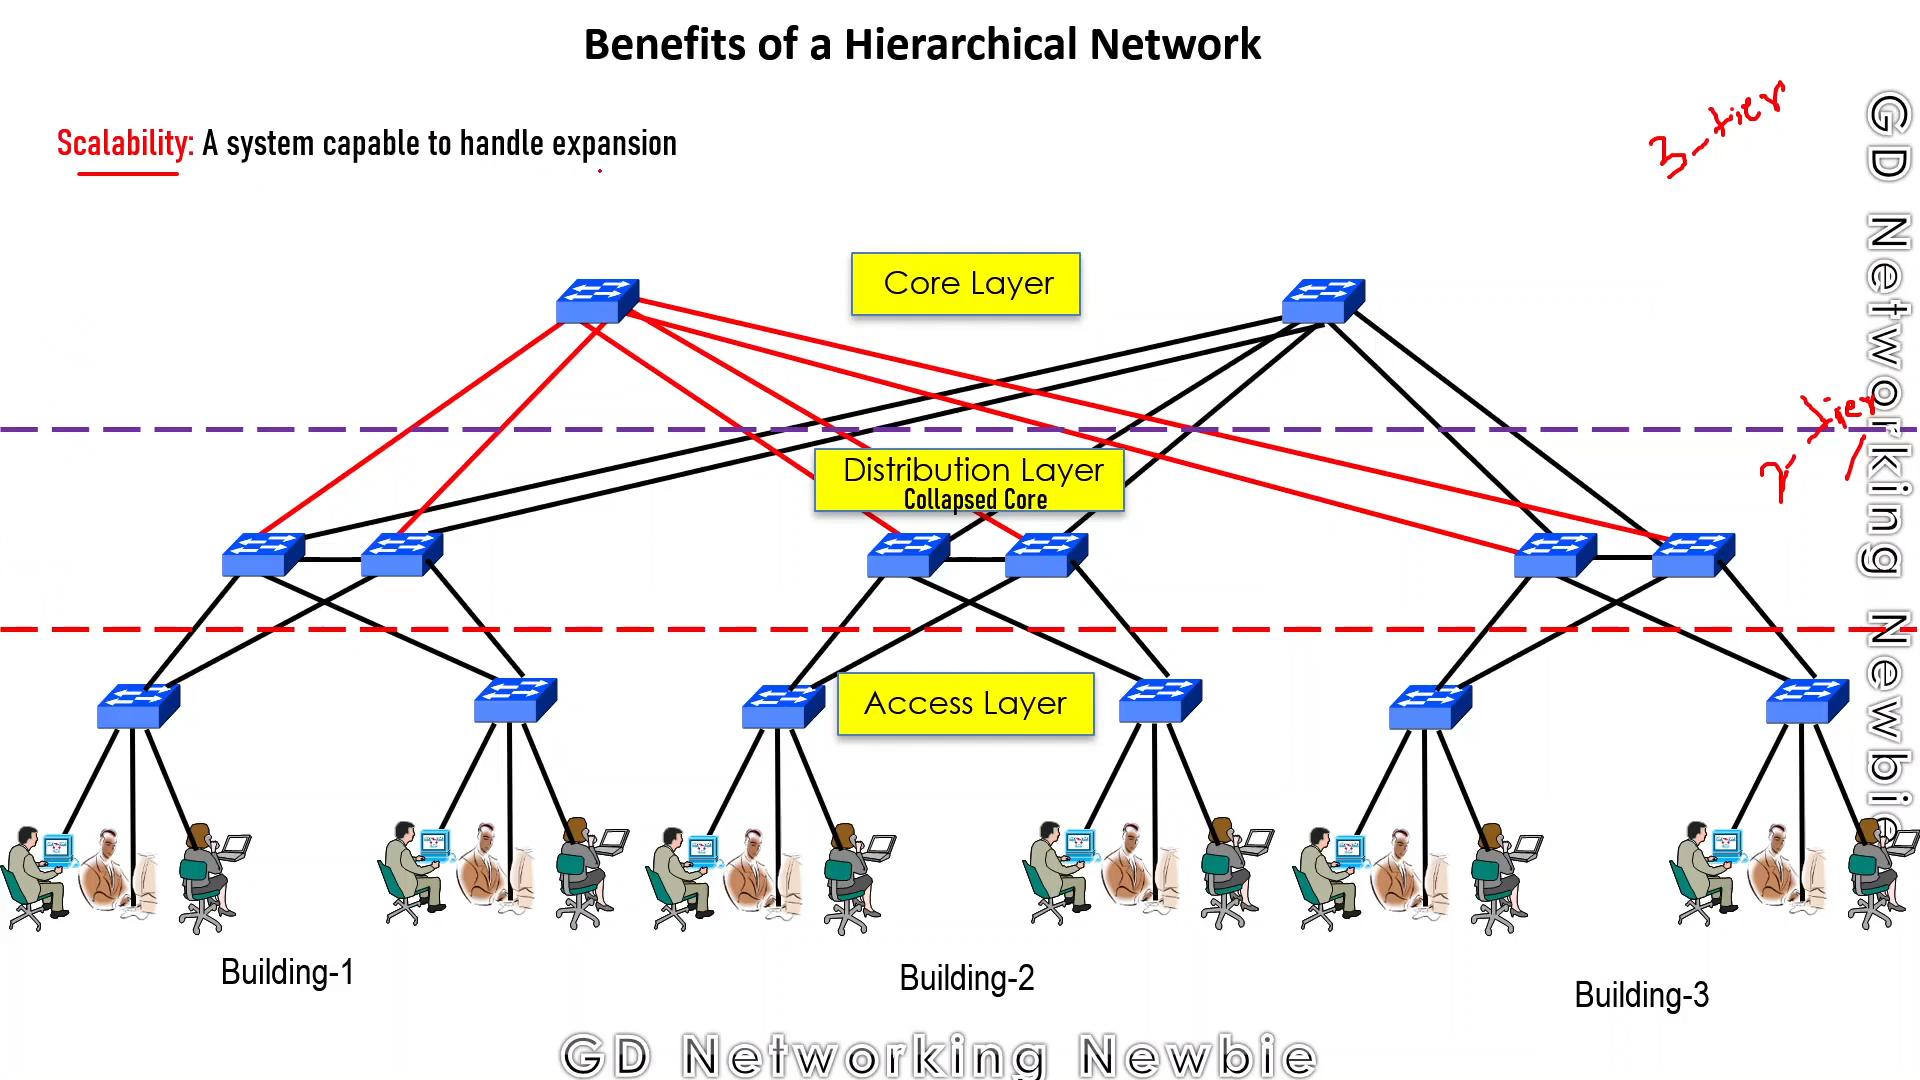 Benefits of a Hierarchical Network
Scalability: A system capable to handle expansion
3-tier
Core Layer
2-tier
Distribution Layer
Collapsed Core
Access Layer
Building-1
Building-2
Building-3
GD Networking Newbie
GD Networking Newbie